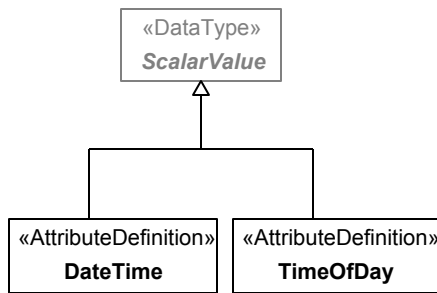 «DataType»
ScalarValue
«AttributeDefinition»
DateTime
«AttributeDefinition»
TimeOfDay